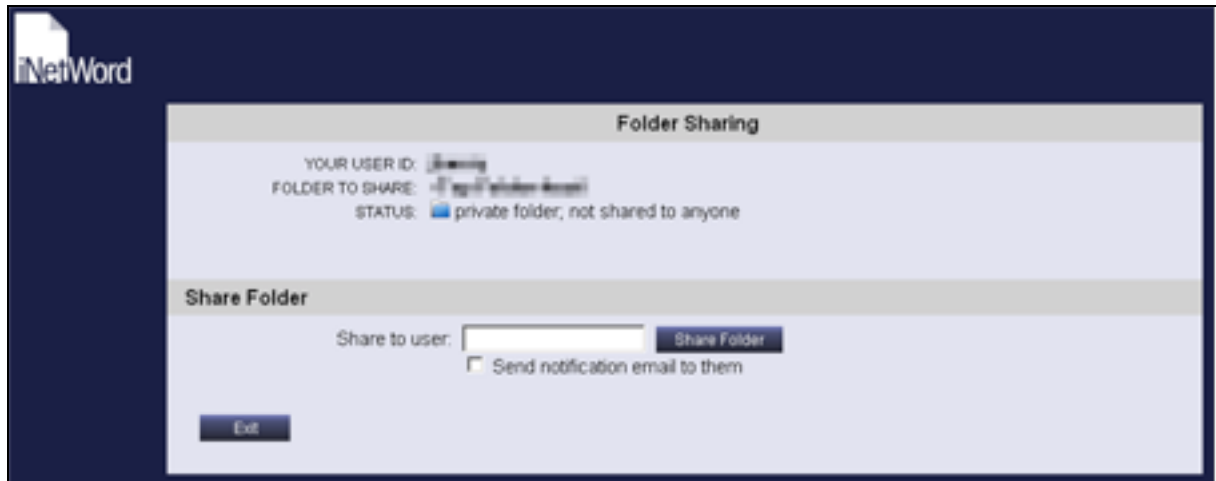 iNetWord
Folder Sharing
YOUR USER ID:
FOLDER TO SHARE:
STATUS: private folder; not shared to anyone
Share Folder
Share to user: Share Folder
Send notification email to them
Exit